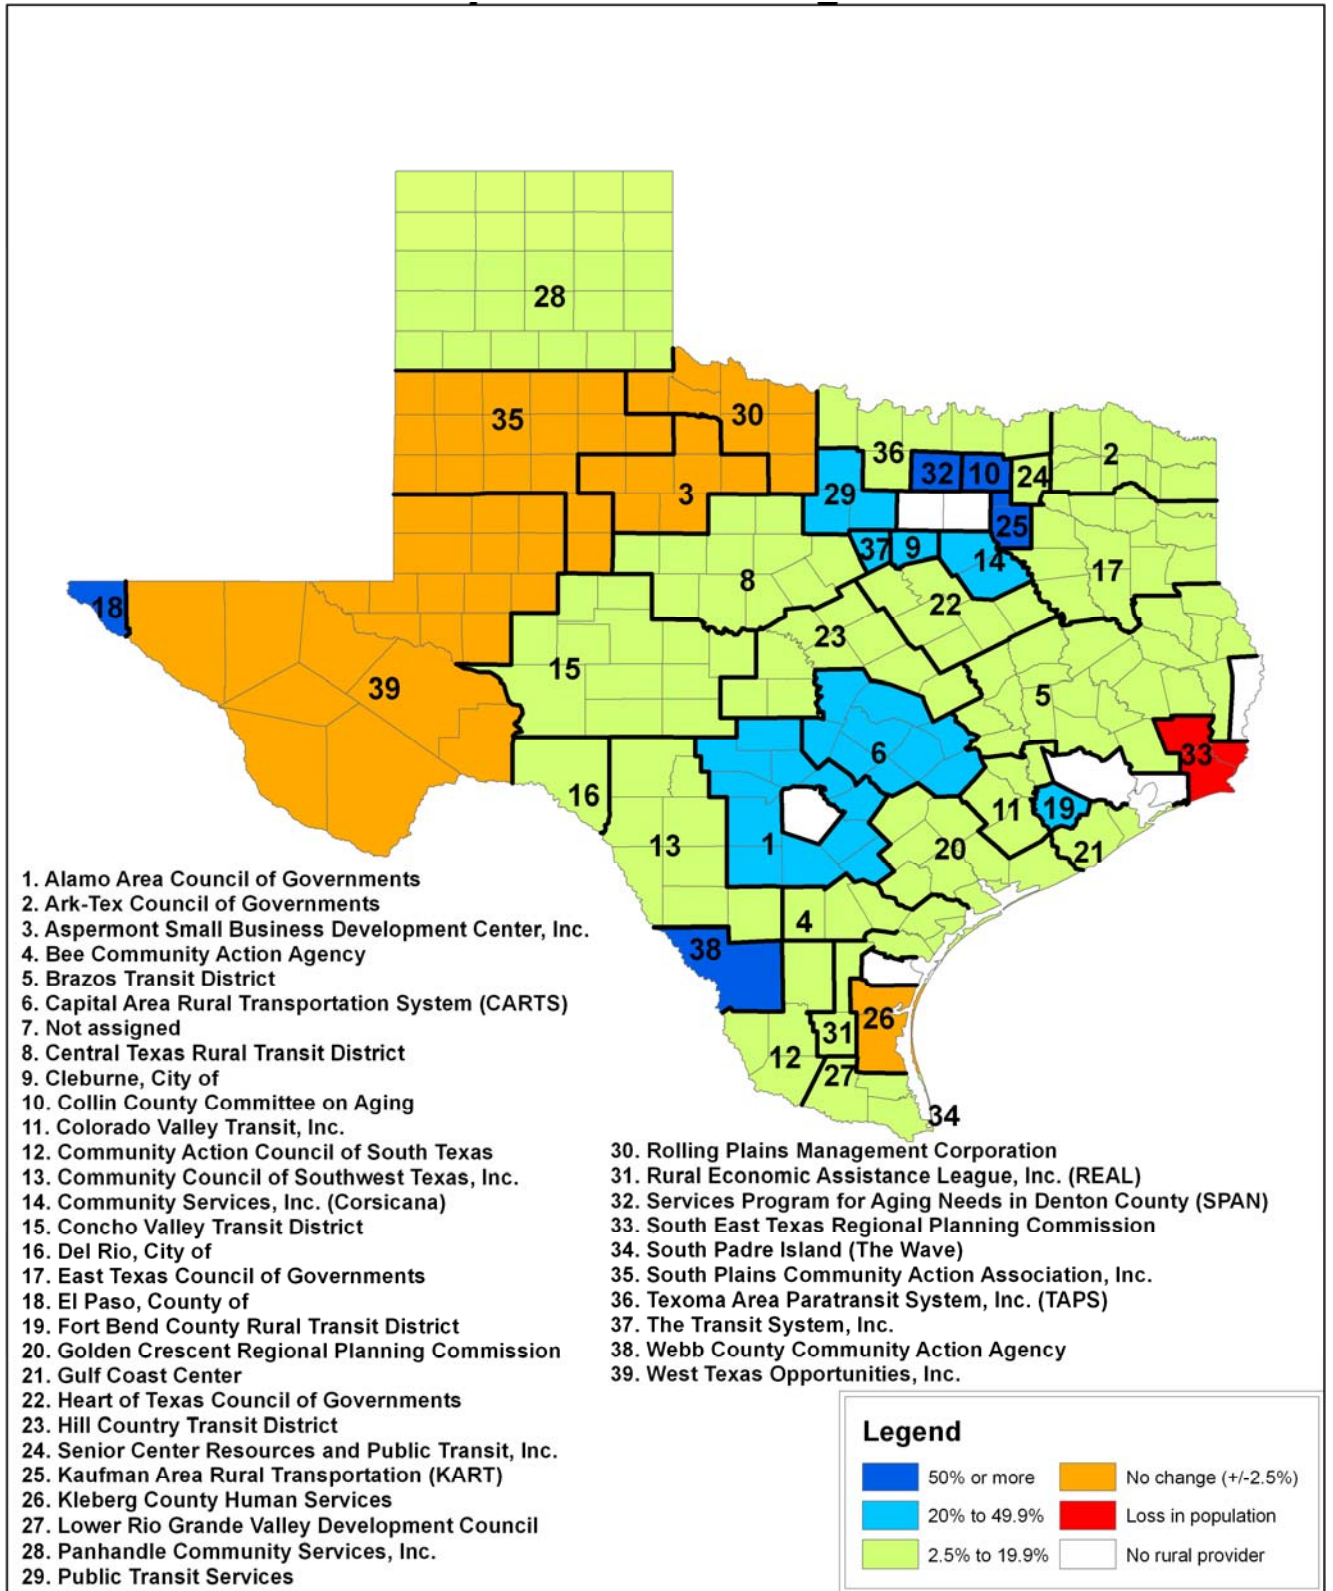 28
35
30
36
2
32
10
24
3
29
25
37
9
14
17
18
8
22
23
15
5
39
6
33
16
11
19
13
1
20
21
4
38
26
31
12
27
34
1. Alamo Area Council of Governments
2. Ark-Tex Council of Governments
3. Aspermont Small Business Development Center, Inc.
4. Bee Community Action Agency
5. Brazos Transit District
6. Capital Area Rural Transportation System (CARTS)
7. Not assigned
8. Central Texas Rural Transit District
9. Cleburne, City of
10. Collin County Committee on Aging
11. Colorado Valley Transit, Inc.
12. Community Action Council of South Texas
13. Community Council of Southwest Texas, Inc.
14. Community Services, Inc. (Corsicana)
15. Concho Valley Transit District
16. Del Rio, City of
17. East Texas Council of Governments
18. El Paso, County of
19. Fort Bend County Rural Transit District
20. Golden Crescent Regional Planning Commission
21. Gulf Coast Center
22. Heart of Texas Council of Governments
23. Hill Country Transit District
24. Senior Center Resources and Public Transit, Inc.
25. Kaufman Area Rural Transportation (KART)
26. Kleberg County Human Services
27. Lower Rio Grande Valley Development Council
28. Panhandle Community Services, Inc.
29. Public Transit Services
30. Rolling Plains Management Corporation
31. Rural Economic Assistance League, Inc. (REAL)
32. Services Program for Aging Needs in Denton County (SPAN)
33. South East Texas Regional Planning Commission
34. South Padre Island (The Wave)
35. South Plains Community Action Association, Inc.
36. Texoma Area Paratransit System, Inc. (TAPS)
37. The Transit System, Inc.
38. Webb County Community Action Agency
39. West Texas Opportunities, Inc.
Legend
50% or more
No change (+/-2.5%)
20% to 49.9%
Loss in population
2.5% to 19.9%
No rural provider